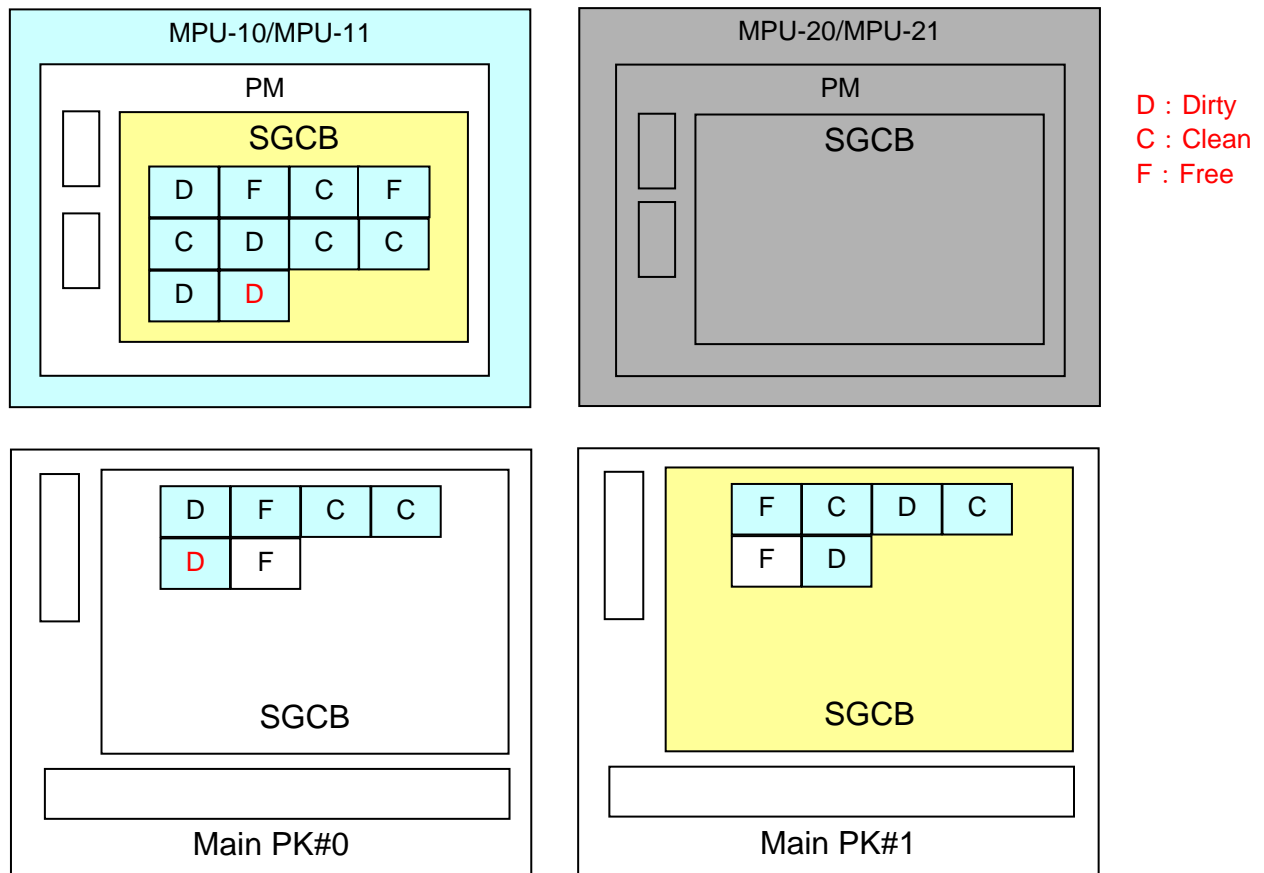 MPU-10/MPU-11
PM
SGCB
D F C F
C D C C
D D
MPU-20/MPU-21
PM
SGCB
D：Dirty
C：Clean
F：Free
D F C C
D F
SGCB
Main PK#0
F C D C
F D
SGCB
Main PK#1